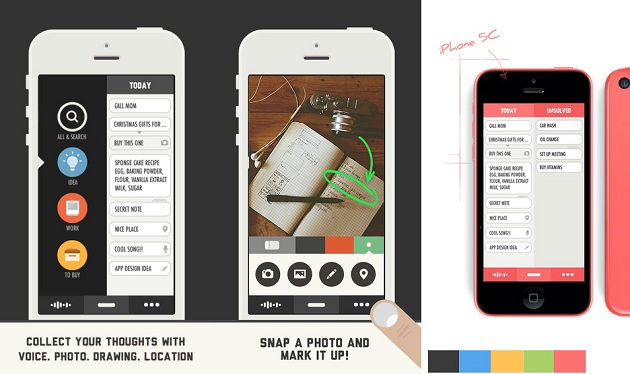 TODAY
CALL MOM
CHRISTMAS GIFTS FOR ...
BUY THIS ONE
SPONGE CAKE RECIPE
EGG, BAKING POWDER,
FLOUR, VANILLA EXTRACT
MILK, SUGAR
SECRET NOTE
NICE PLACE
COOL SONG!!!
APP DESIGN IDEA
ALL & SEARCH
IDEA
WORK
TO BUY
COLLECT YOUR THOUGHTS WITH
VOICE. PHOTO. DRAWING. LOCATION
SNAP A PHOTO AND
MARK IT UP!
iPhone 5C
TODAY
UNSOLVED
CALL MOM
CHRISTMAS GIFTS FOR ...
BUY THIS ONE
SPONGE CAKE RECIPE
EGG, BAKING POWDER,
FLOUR, VANILLA EXTRACT
MILK, SUGAR
SECRET NOTE
NICE PLACE
COOL SONG!!!
APP DESIGN IDEA
CAR WASH
OIL CHANGE
SET UP MEETING
BUY VITAMINS